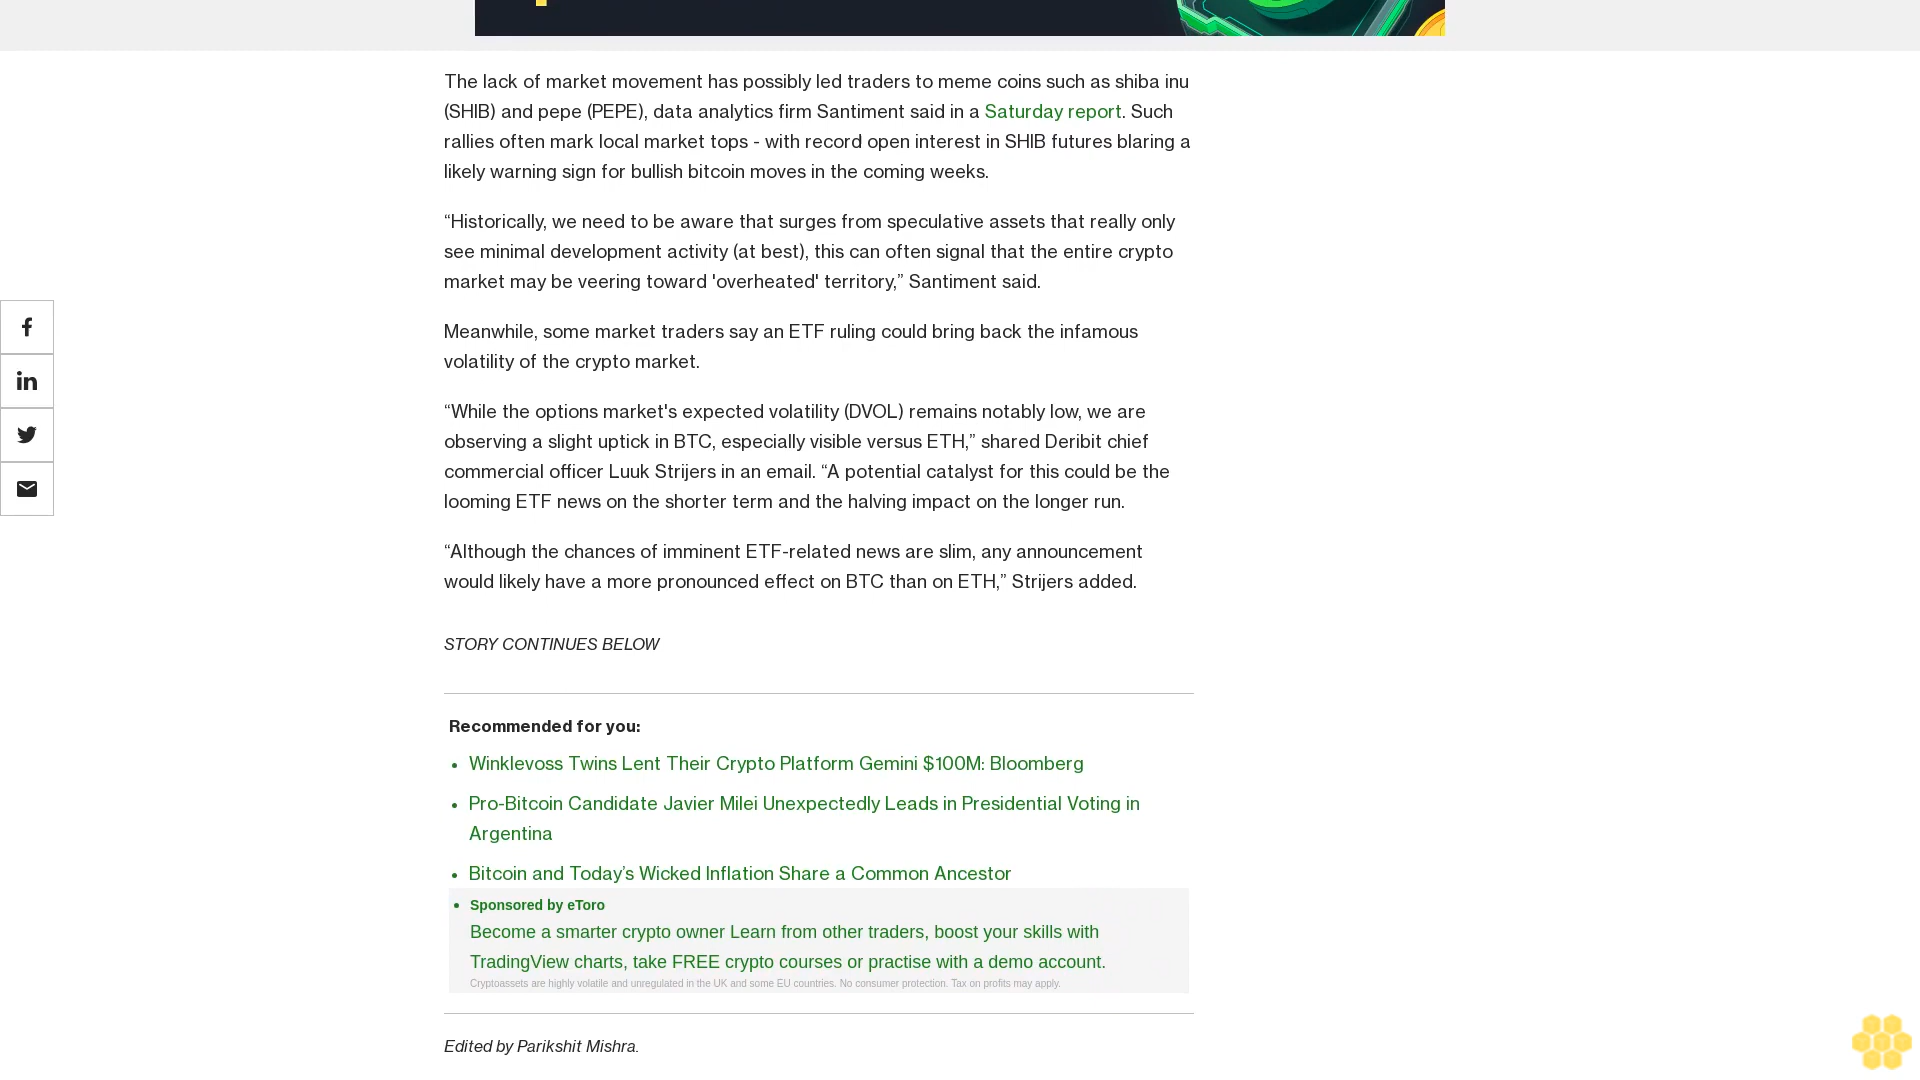 The lack of market movement has possibly led traders to meme coins such as shiba inu
(SHIB) and pepe (PEPE), data analytics firm Santiment said in a Saturday report. Such
rallies often mark local market tops - with record open interest in SHIB futures blaring a
likely warning sign for bullish bitcoin moves in the coming weeks.
“Historically, we need to be aware that surges from speculative assets that really only
see minimal development activity (at best), this can often signal that the entire crypto
market may be veering toward 'overheated' territory,” Santiment said.
Meanwhile, some market traders say an ETF ruling could bring back the infamous
volatility of the crypto market.
“While the options market's expected volatility (DVOL) remains notably low, we are
observing a slight uptick in BTC, especially visible versus ETH,” shared Deribit chief
commercial officer Luuk Strijers in an email. “A potential catalyst for this could be the
looming ETF news on the shorter term and the halving impact on the longer run.
“Although the chances of imminent ETF-related news are slim, any announcement
would likely have a more pronounced effect on BTC than on ETH,” Strijers added.
STORY CONTINUES BELOW
Recommended for you:
• Winklevoss Twins Lent Their Crypto Platform Gemini $100M: Bloomberg
• Pro-Bitcoin Candidate Javier Milei Unexpectedly Leads in Presidential Voting in
Argentina
• Bitcoin and Today’s Wicked Inflation Share a Common Ancestor
• Sponsored by eToro
Become a smarter crypto owner Learn from other traders, boost your skills with
TradingView charts, take FREE crypto courses or practise with a demo account.
Cryptoassets are highly volatile and unregulated in the UK and some EU countries. No consumer protection. Tax on profits may apply.
Edited by Parikshit Mishra.